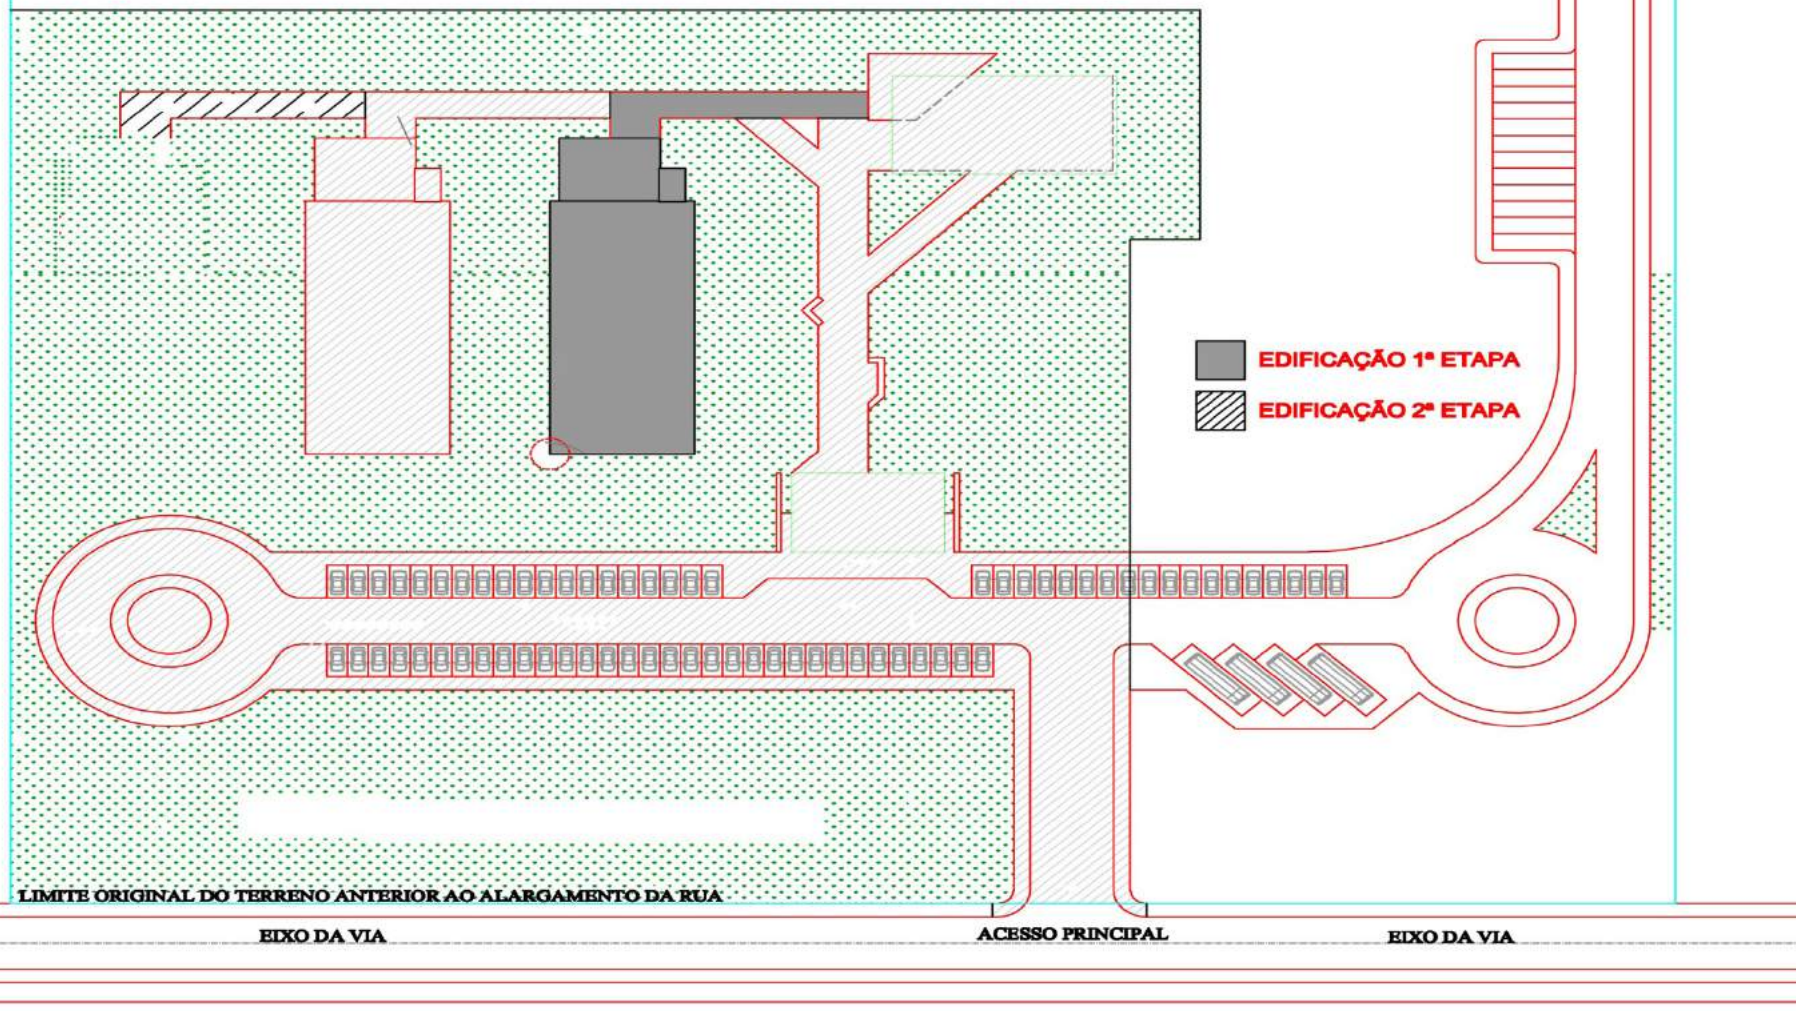 EDIFICAÇÃO 1ª ETAPA
EDIFICAÇÃO 2ª ETAPA
LIMITE ORIGINAL DO TERRENO ANTERIOR AO ALARGAMENTO DA RUA
EIXO DA VIA
ACESSO PRINCIPAL
EIXO DA VIA